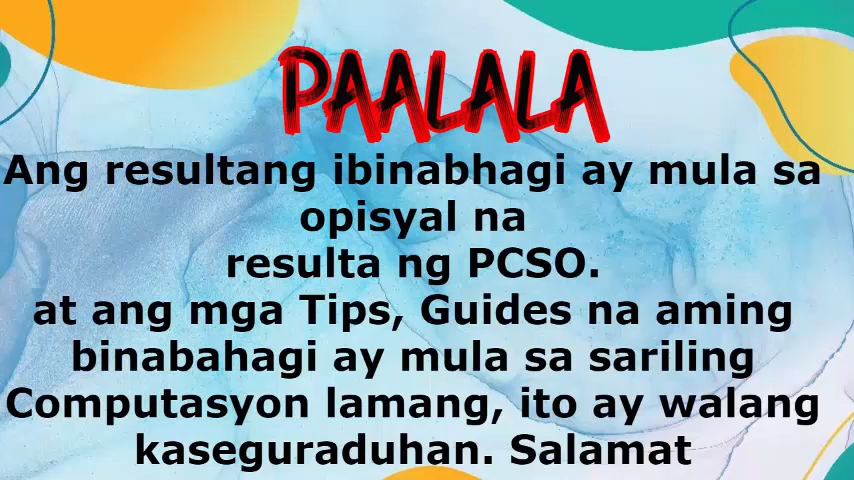 PAALALA
Ang resultang ibinabhagi ay mula sa
opisyal na
resulta ng PCSO.
at ang mga Tips, Guides na aming
binabahagi ay mula sa sariling
Computasyon lamang, ito ay walang
kaseguraduhan. Salamat